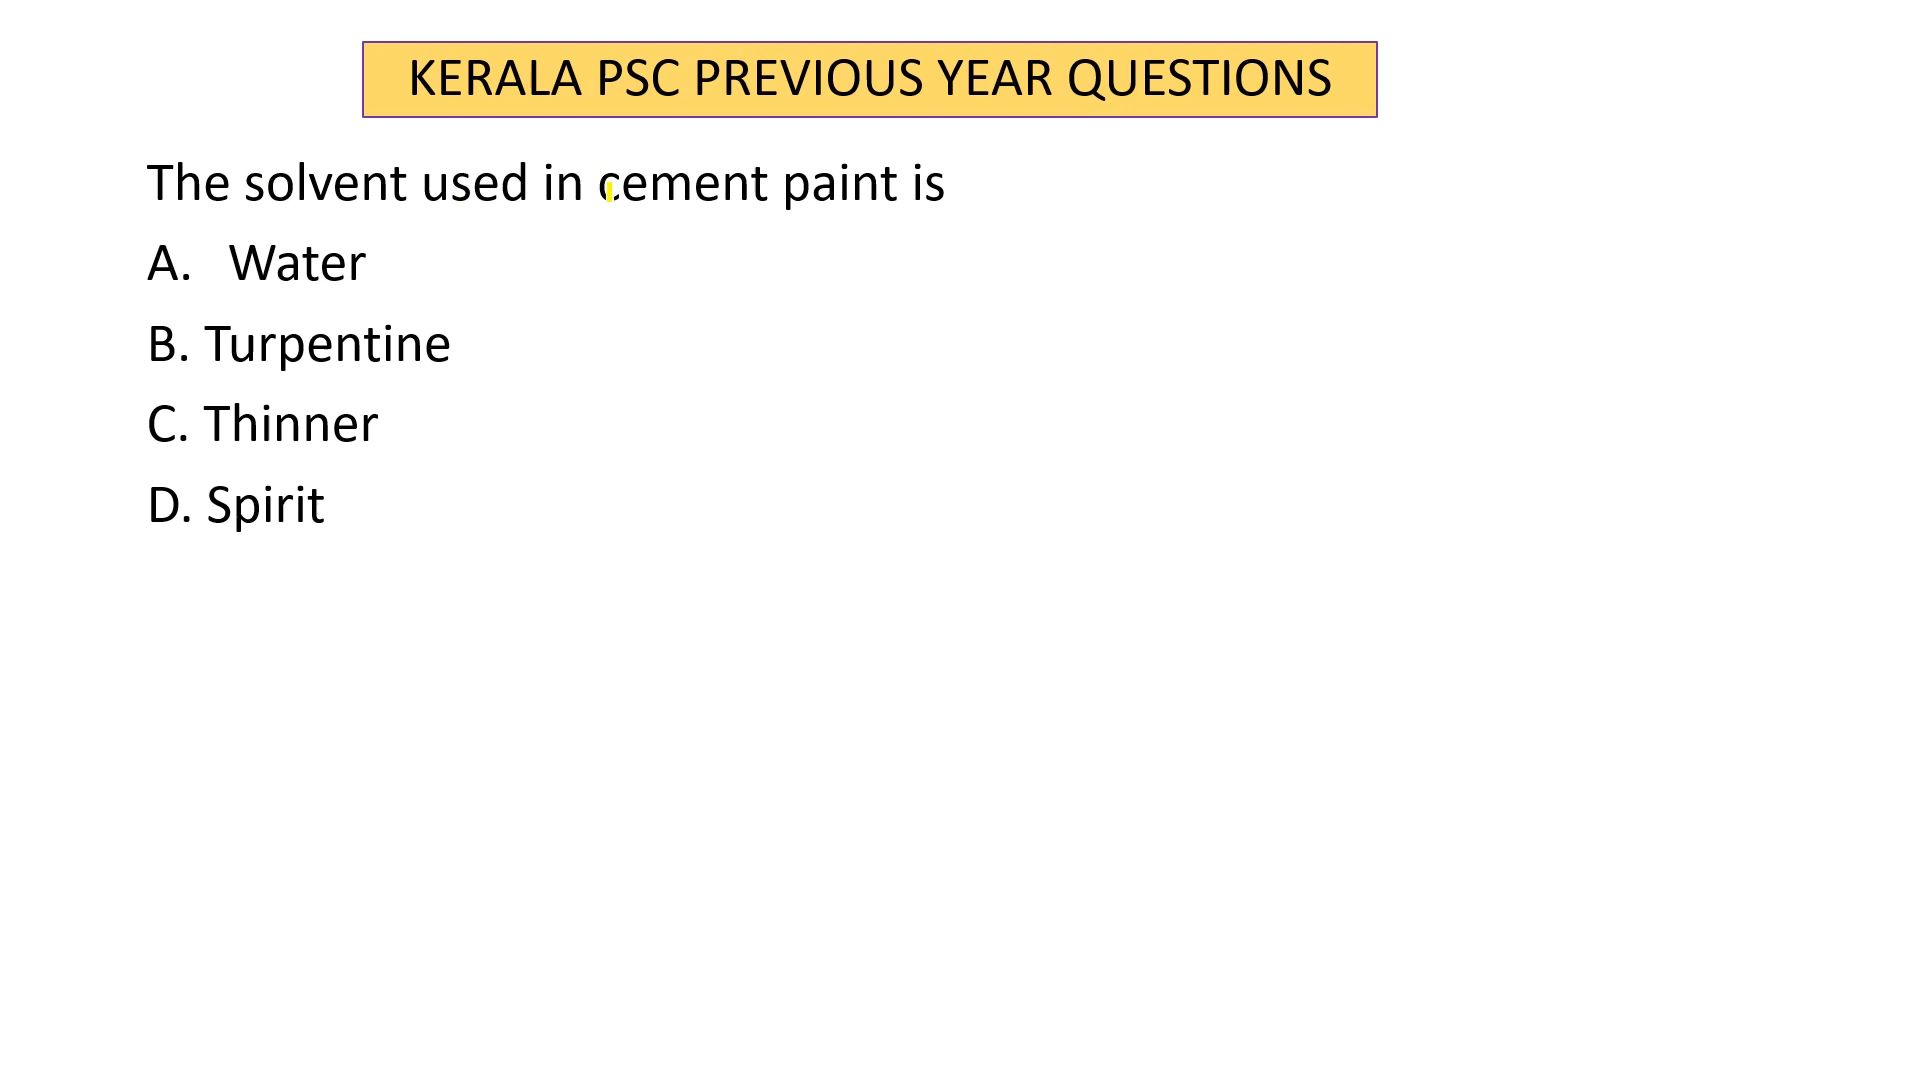 KERALA PSC PREVIOUS YEAR QUESTIONS
The solvent used in cement paint is
A. Water
B. Turpentine
C. Thinner
D. Spirit